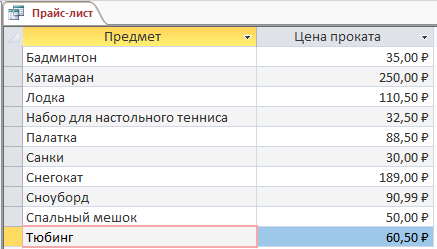 Прайс-лист
Предмет Цена проката
Бадминтон 35,00 ₽
Катамаран 250,00 ₽
Лодка 110,50 ₽
Набор для настольного тенниса 32,50 ₽
Палатка 88,50 ₽
Санки 30,00 ₽
Снегокат 189,00 ₽
Сноуборд 90,99 ₽
Спальный мешок 50,00 ₽
Тюбинг 60,50 ₽